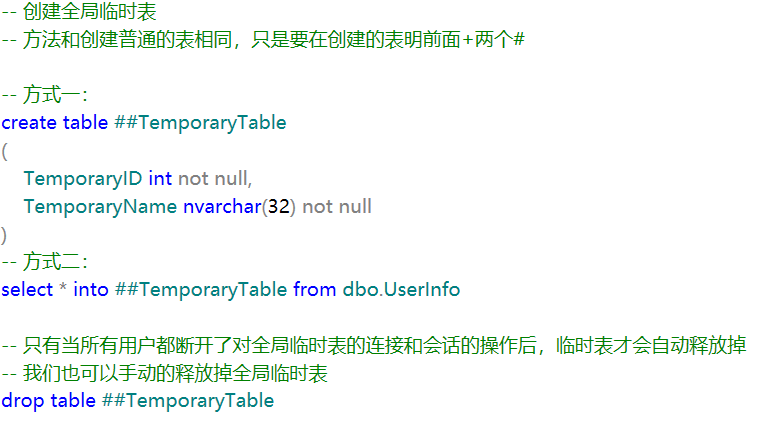 -- 创建全局临时表
-- 方法和创建普通的表相同，只是要在创建的表明前面+两个#
-- 方式一：
create table ##TemporaryTable
(
TemporaryID int not null,
TemporaryName nvarchar(32) not null
)
-- 方式二：
select * into ##TemporaryTable from dbo.UserInfo
-- 只有当所有用户都断开了对全局临时表的连接和会话的操作后，临时表才会自动释放掉
-- 我们也可以手动的释放掉全局临时表
drop table ##TemporaryTable